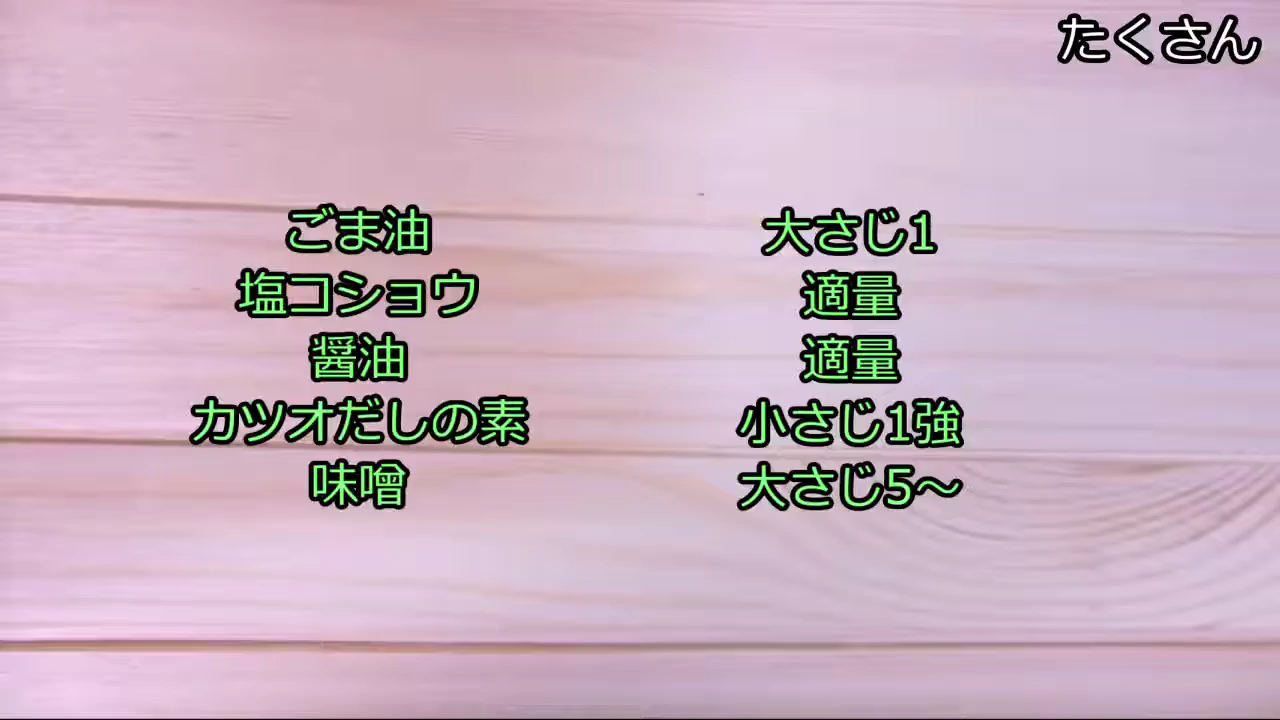 たくさん
ごま油 大さじ1
塩コショウ 適量
醤油 適量
カツオだしの素 小さじ1強
味噌 大さじ5～